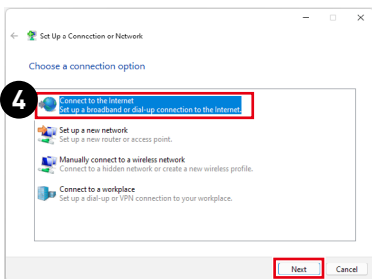 Set Up a Connection or Network
Choose a connection option
4
Connect to the Internet
Set up a broadband or dial-up connection to the Internet.
Set up a new network
Set up a new router or access point.
Manually connect to a wireless network
Connect to a hidden network or create a new wireless profile.
Connect to a workplace
Set up a dial-up or VPN connection to your workplace.
Next Cancel